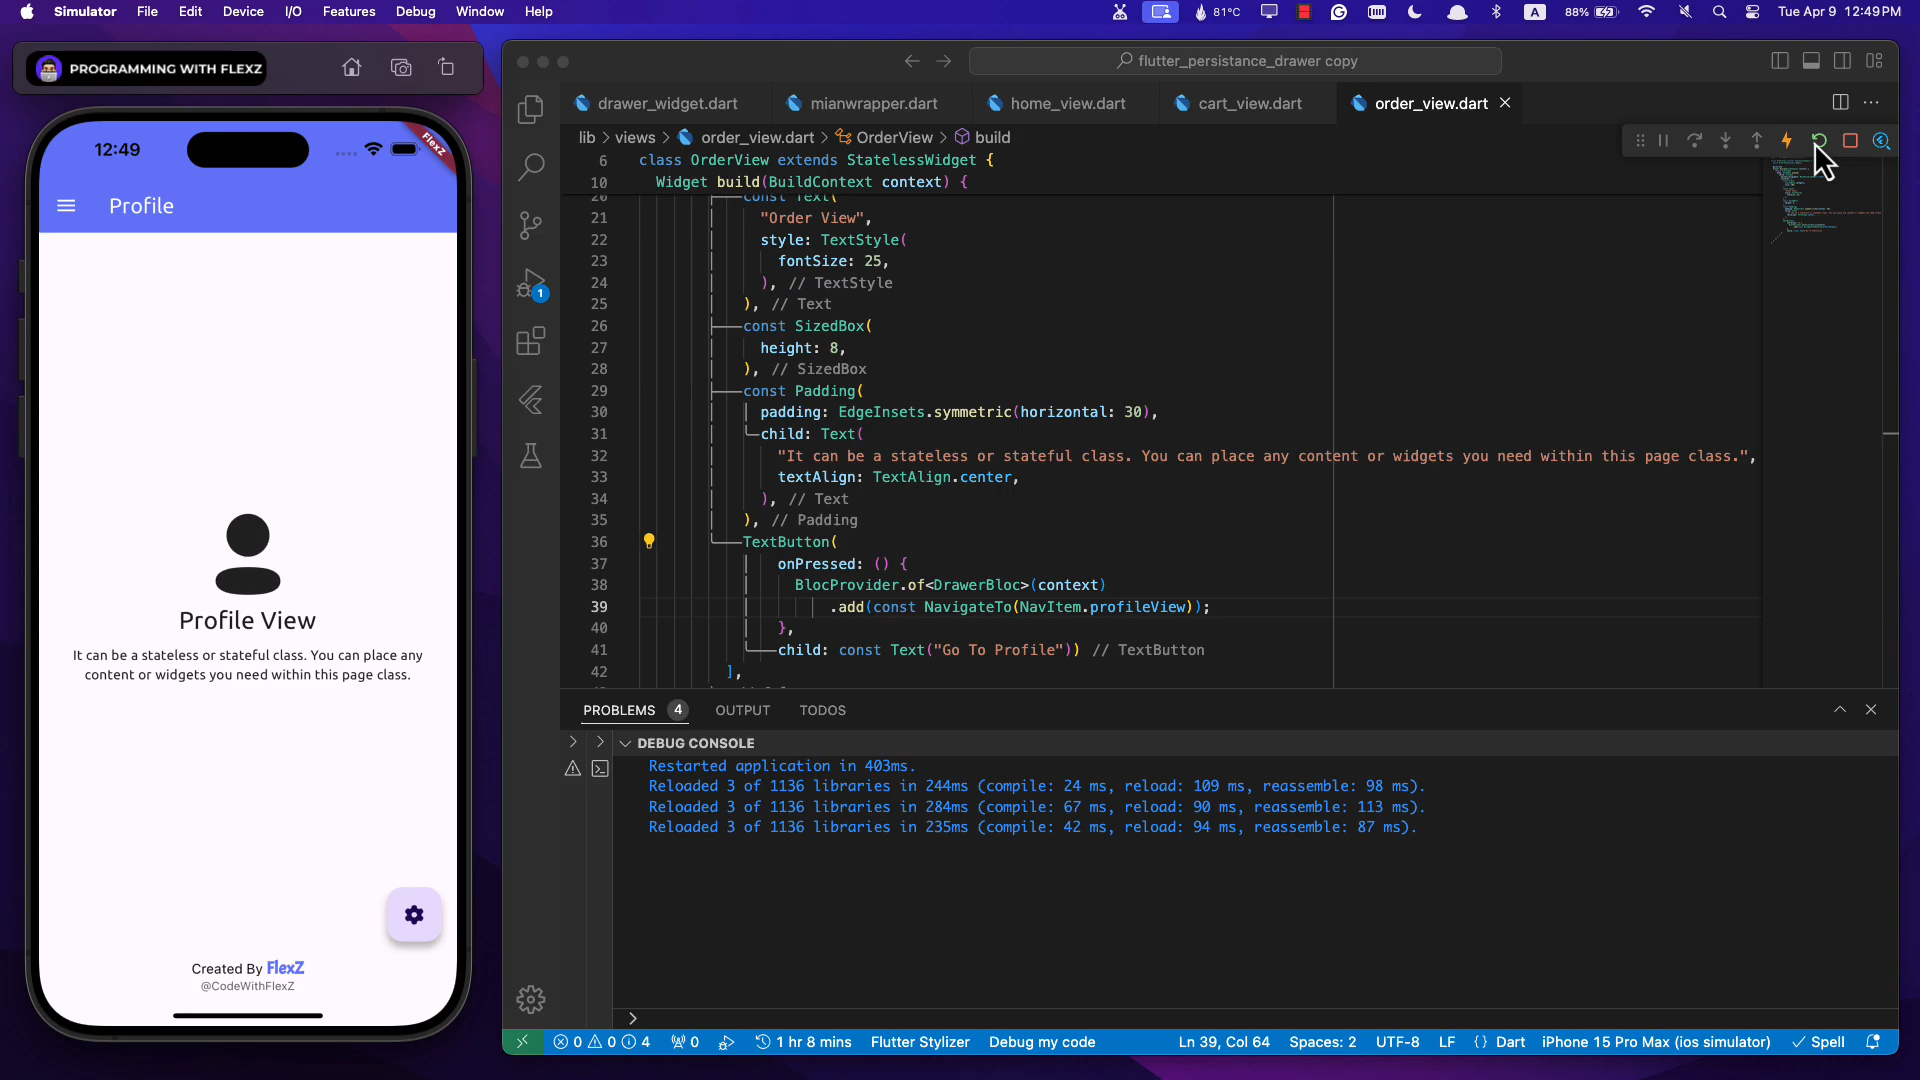 Simulator File Edit Device I/O Features Debug Window Help
81°C A 88% Tue Apr 9 12:49 PM
PROGRAMMING WITH FLEXZ
flutter_persistance_drawer copy
drawer_widget.dart mianwrapper.dart home_view.dart cart_view.dart order_view.dart
lib > views > order_view.dart > OrderView > build
12:49
FlexZ
Profile
Profile View
It can be a stateless or stateful class. You can place any
content or widgets you need within this page class.
Created By FlexZ
@CodeWithFlexZ
6 class OrderView extends StatelessWidget {
10 Widget build(BuildContext context) {
20 const Text(
21 "Order View",
22 style: TextStyle(
23 fontSize: 25,
24 ), // TextStyle
25 ), // Text
26 const SizedBox(
27 height: 8,
28 ), // SizedBox
29 const Padding(
30 padding: EdgeInsets.symmetric(horizontal: 30),
31 child: Text(
32 "It can be a stateless or stateful class. You can place any content or widgets you need within this page class.",
33 textAlign: TextAlign.center,
34 ), // Text
35 ), // Padding
36 TextButton(
37 onPressed: () {
38 BlocProvider.of<DrawerBloc>(context)
39 .add(const NavigateTo(NavItem.profileView));
40 },
41 child: const Text("Go To Profile")) // TextButton
42 ],
1
PROBLEMS 4 OUTPUT TODOS
DEBUG CONSOLE
Restarted application in 403ms.
Reloaded 3 of 1136 libraries in 244ms (compile: 24 ms, reload: 109 ms, reassemble: 98 ms).
Reloaded 3 of 1136 libraries in 284ms (compile: 67 ms, reload: 90 ms, reassemble: 113 ms).
Reloaded 3 of 1136 libraries in 235ms (compile: 42 ms, reload: 94 ms, reassemble: 87 ms).
0 0 4 0 1 hr 8 mins Flutter Stylizer Debug my code Ln 39, Col 64 Spaces: 2 UTF-8 LF {} Dart iPhone 15 Pro Max (ios simulator) Spell